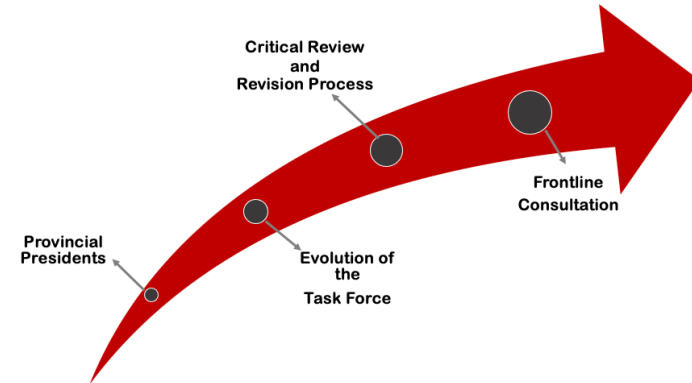 Critical Review
and
Revision Process
Frontline
Consultation
Provincial
Presidents
Evolution of
the
Task Force